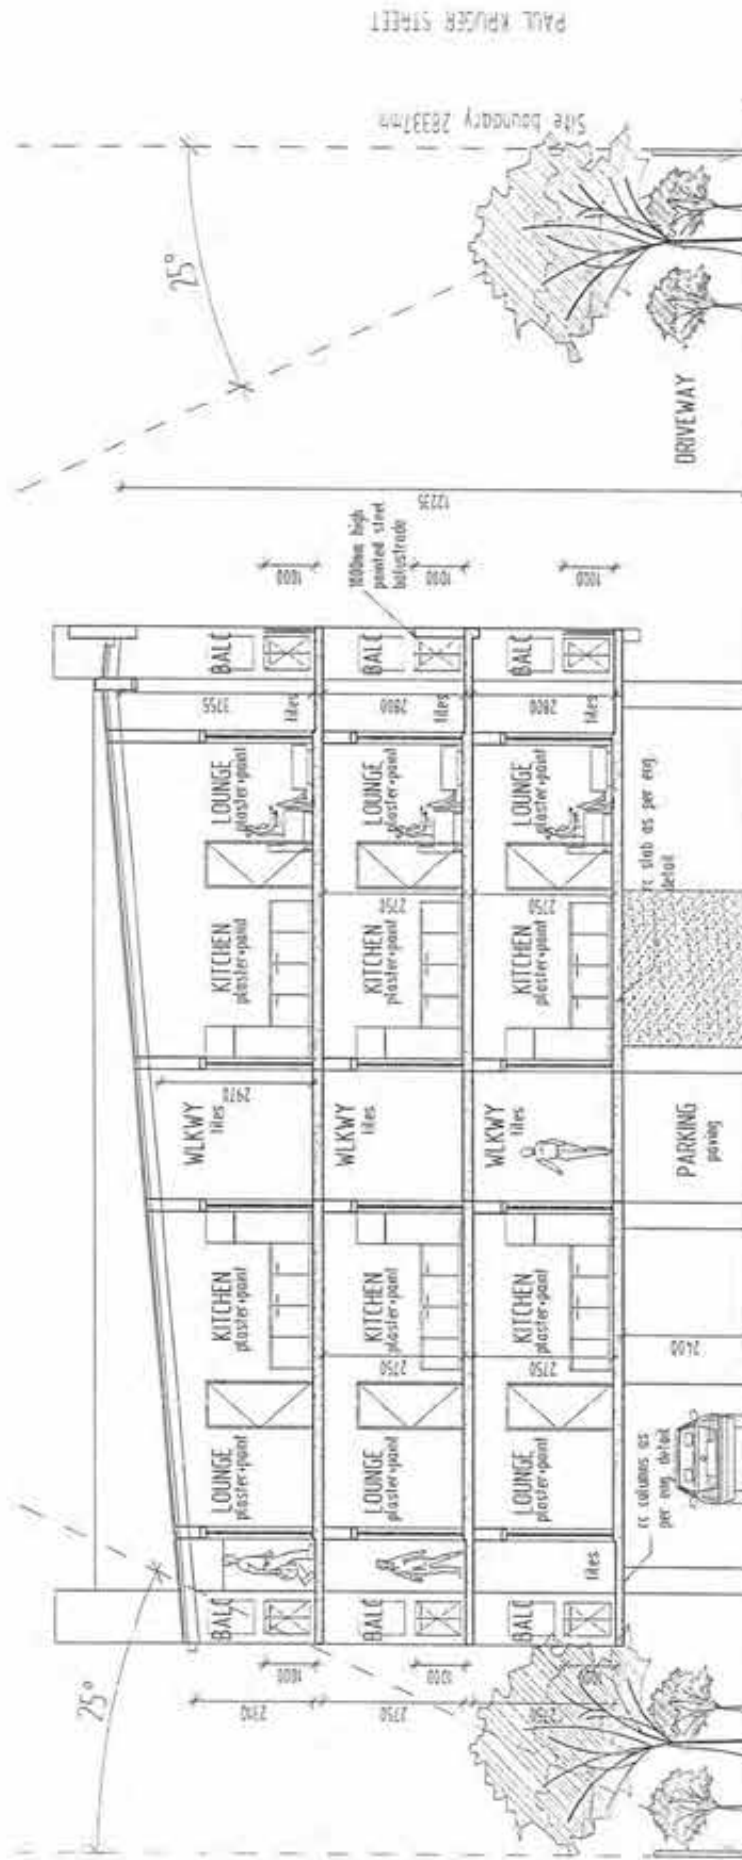 25°
25°
BALC
LOUNGE
plaster+paint
KITCHEN
plaster+paint
WLKWY
tiles
KITCHEN
plaster+paint
LOUNGE
plaster+paint
tiles
BALC
2970
3755
1000
1000
2310
BALC
LOUNGE
plaster+paint
KITCHEN
plaster+paint
WLKWY
tiles
KITCHEN
plaster+paint
LOUNGE
plaster+paint
tiles
BALC
1000mm high
painted steel
balustrade
2750
2750
2750
2800
1000
1000
BALC
tiles
LOUNGE
plaster+paint
KITCHEN
plaster+paint
WLKWY
tiles
KITCHEN
plaster+paint
LOUNGE
plaster+paint
tiles
BALC
2750
2750
2750
2800
1000
12235
rc columns as
per eng. detail
2400
PARKING
paving
rc slab as per eng.
detail
DRIVEWAY
Site boundary 28337mm
PAUL KRUGER STREET